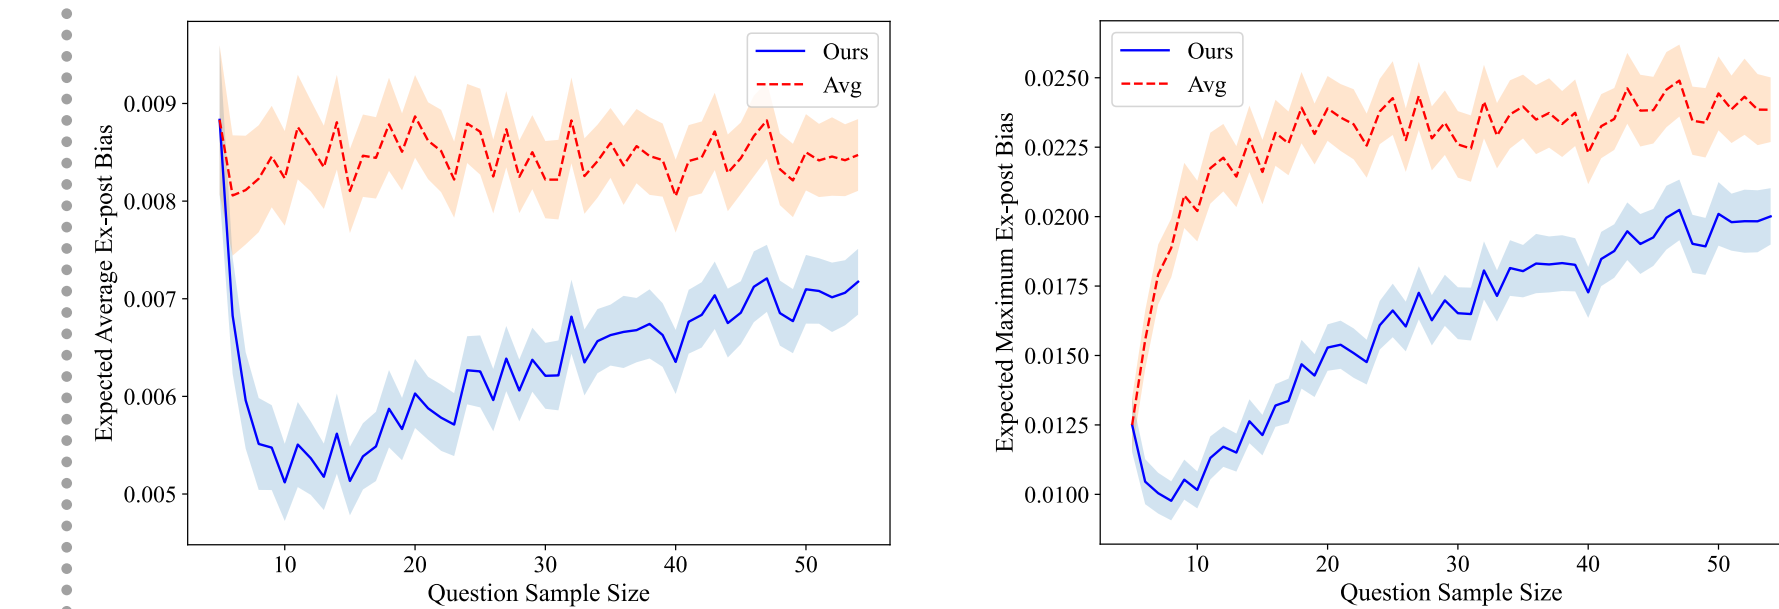 Expected Average Ex-post Bias
0.009
0.008
0.007
0.006
0.005
Ours
Avg
10 20 30 40 50
Question Sample Size
Expected Maximum Ex-post Bias
0.0250
0.0225
0.0200
0.0175
0.0150
0.0125
0.0100
Ours
Avg
10 20 30 40 50
Question Sample Size